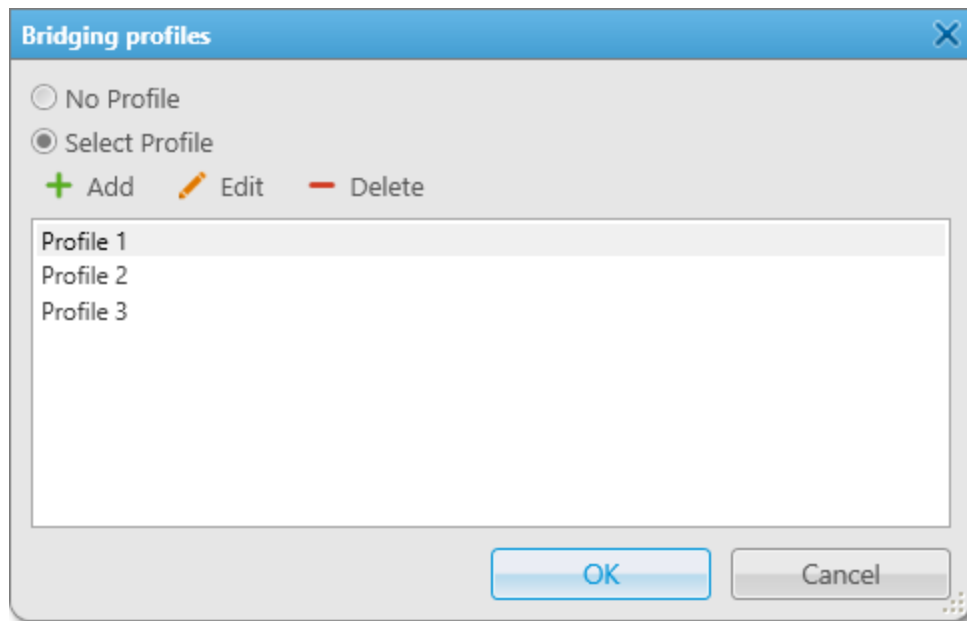 Bridging profiles
No Profile
Select Profile
Add Edit Delete
Profile 1
Profile 2
Profile 3
OK Cancel